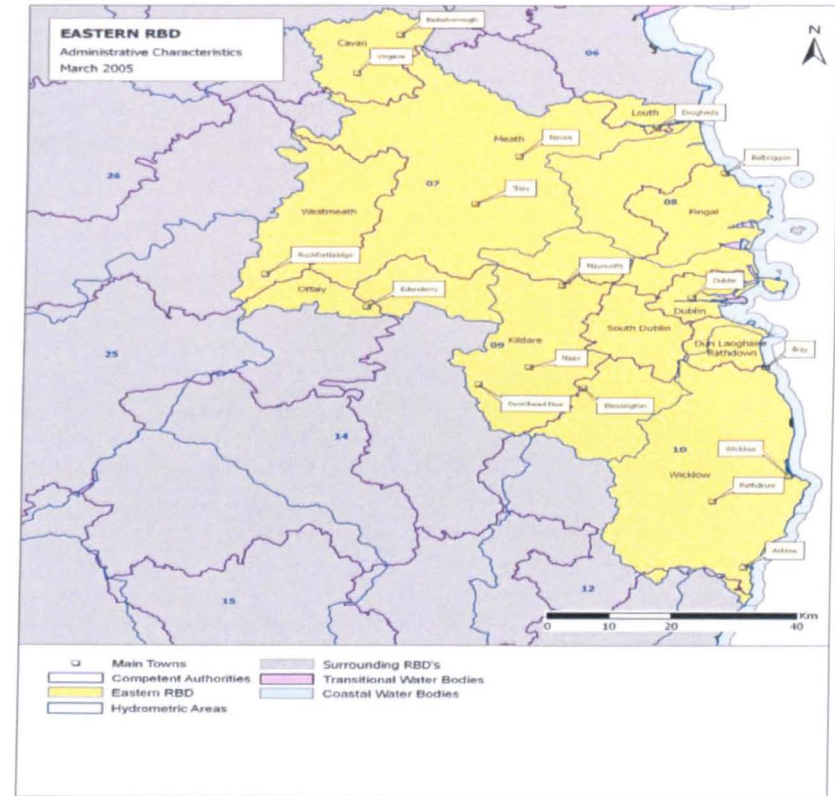 EASTERN RBD
Administrative Characteristics
March 2005
N
Bailieborough
Cavan
Virginia
06
Louth
Drogheda
Meath
Navan
Balbriggan
26
07
Trim
08
Fingal
Westmeath
Rochfortbridge
Maynooth
Dublin
Offaly
Edenderry
Dublin
South Dublin
Dun Laoghaire
Rathdown
Bray
09
Kildare
Naas
25
Blessington
14
10
Wicklow
Wicklow
Rathdrum
Arklow
15
12
Km
0 10 20 40
Main Towns
Competent Authorities
Eastern RBD
Hydrometric Areas
Surrounding RBD's
Transitional Water Bodies
Coastal Water Bodies